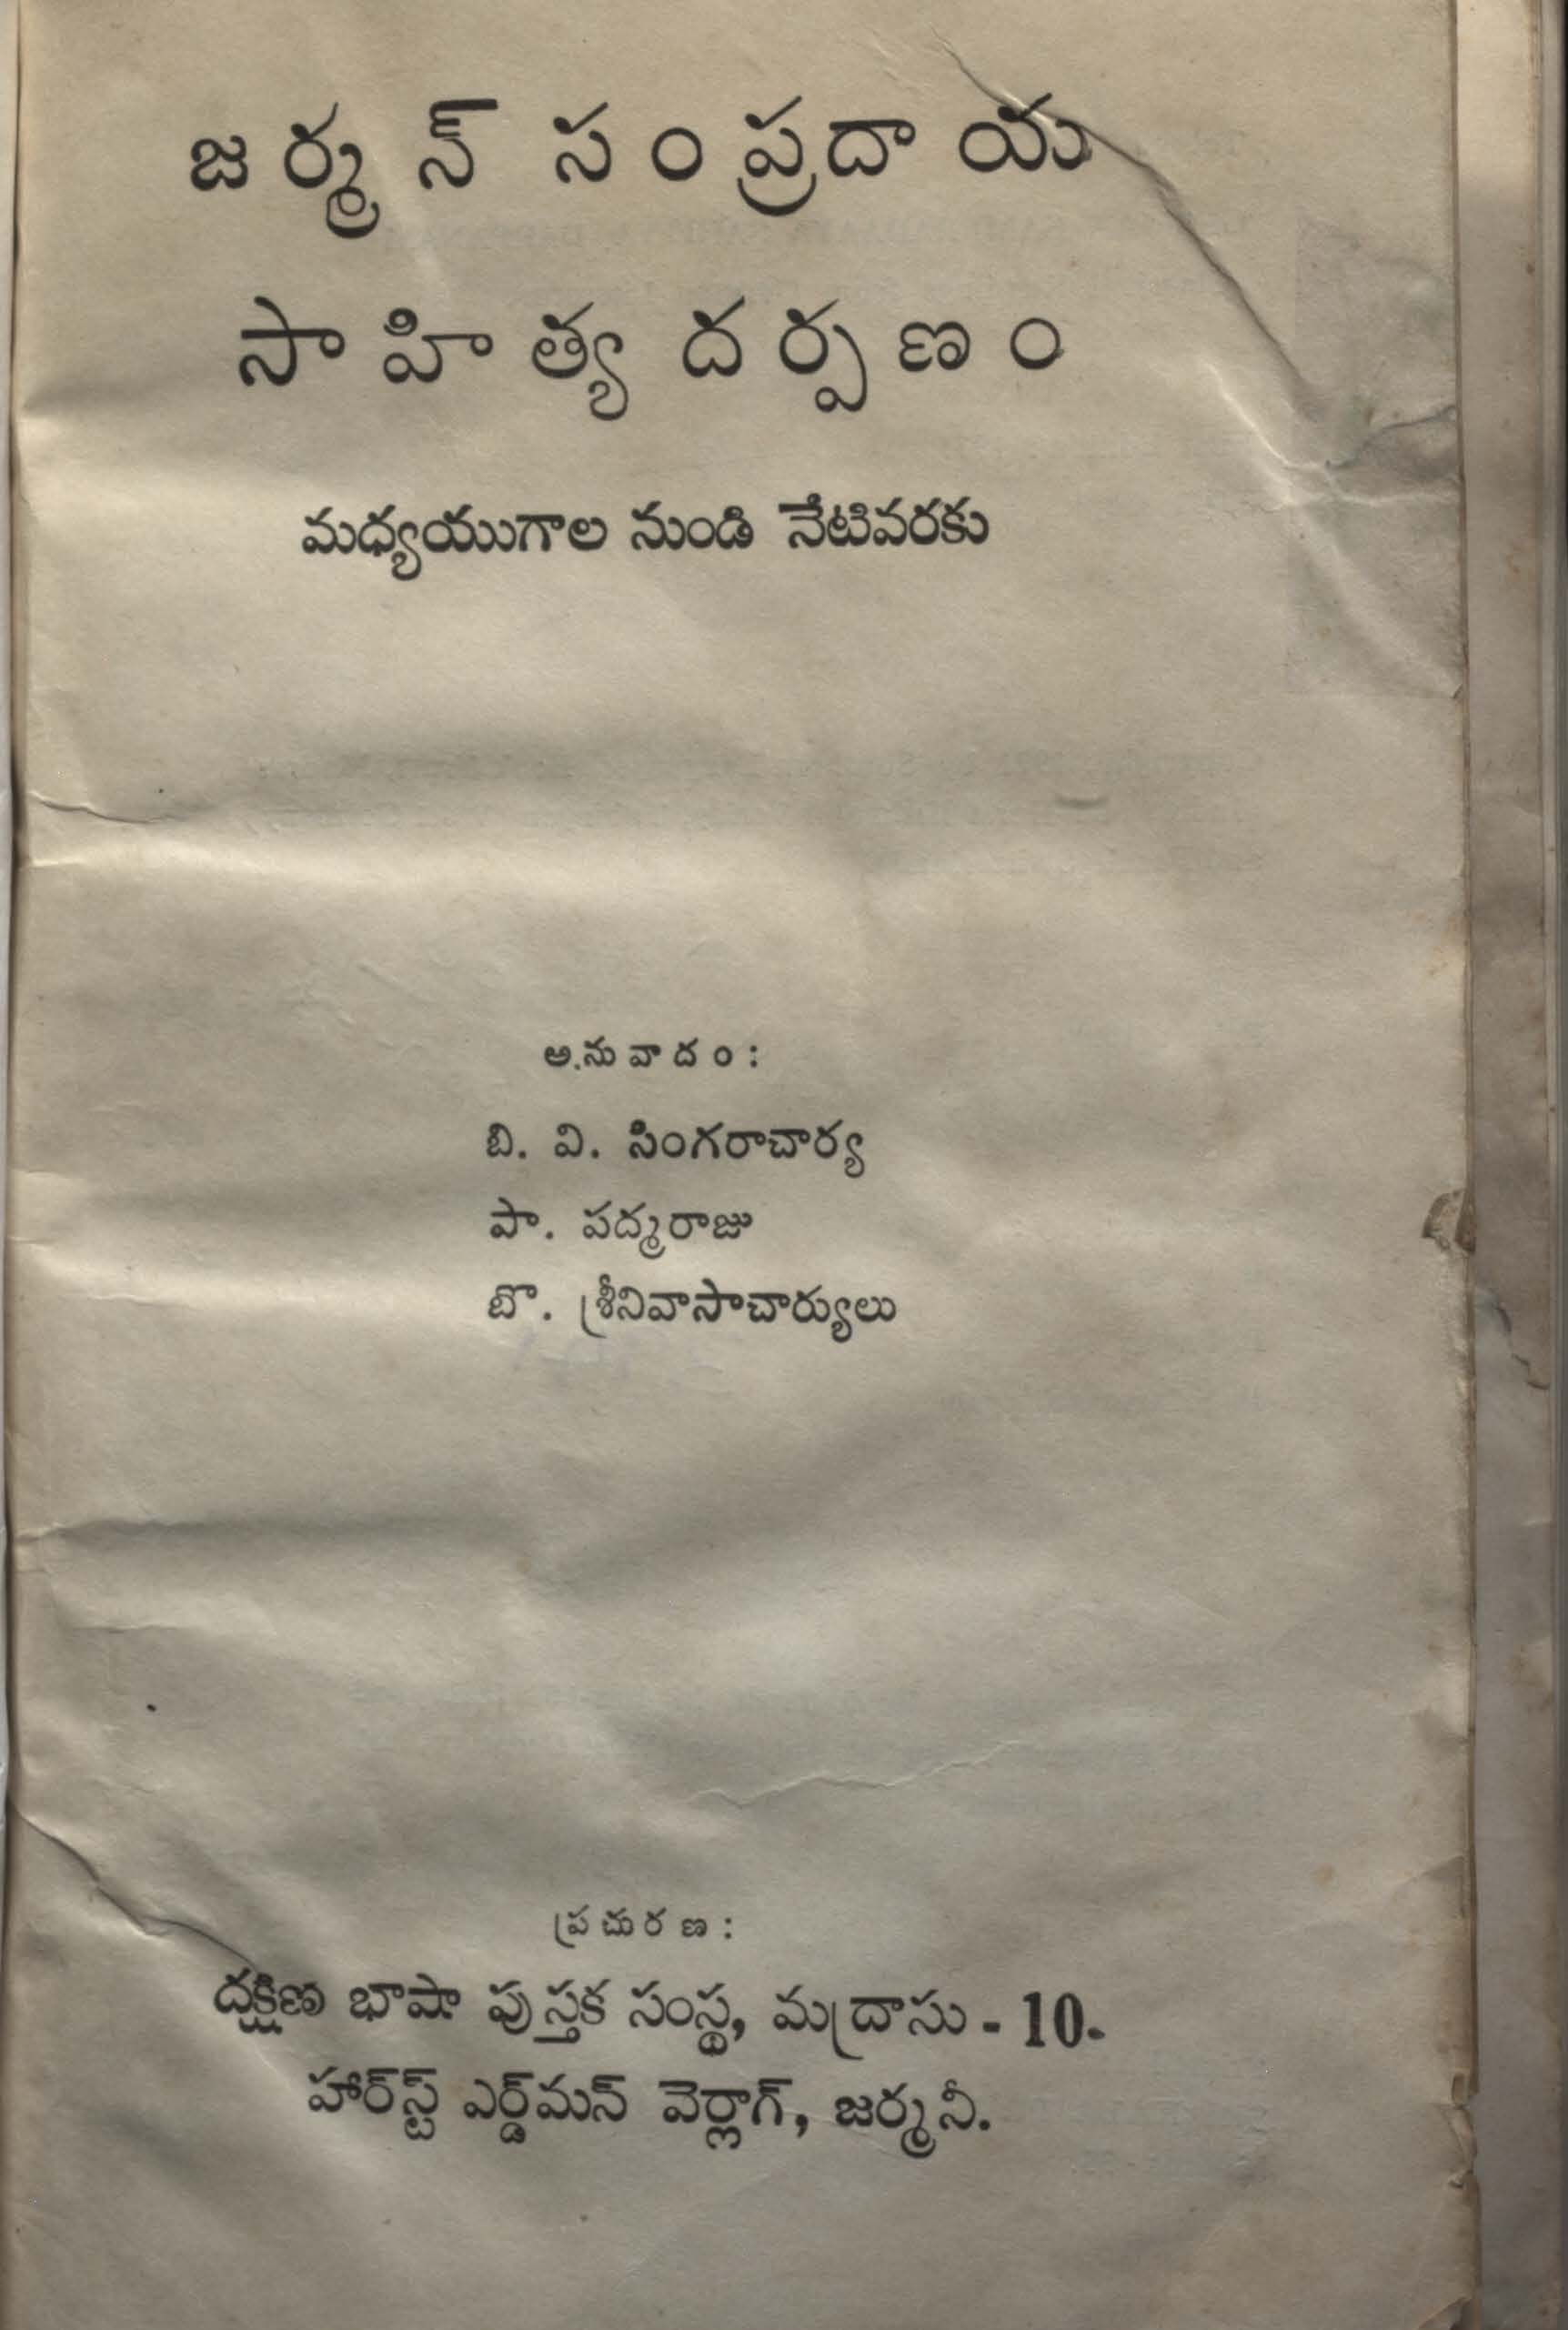 జర్మన్ సంప్రదాయ
సాహిత్య దర్పణం
మధ్యయుగాల నుండి నేటివరకు
అనువాదం :
బి. వి. సింగరాచార్య
పా. పద్మరాజు
బొ. శ్రీనివాసాచార్యులు
ప్రచురణ :
దక్షిణ భాషా పుస్తక సంస్థ, మద్రాసు - 10.
హార్‌స్ట్ ఎర్డ్‌మన్ వెర్లాగ్, జర్మనీ.